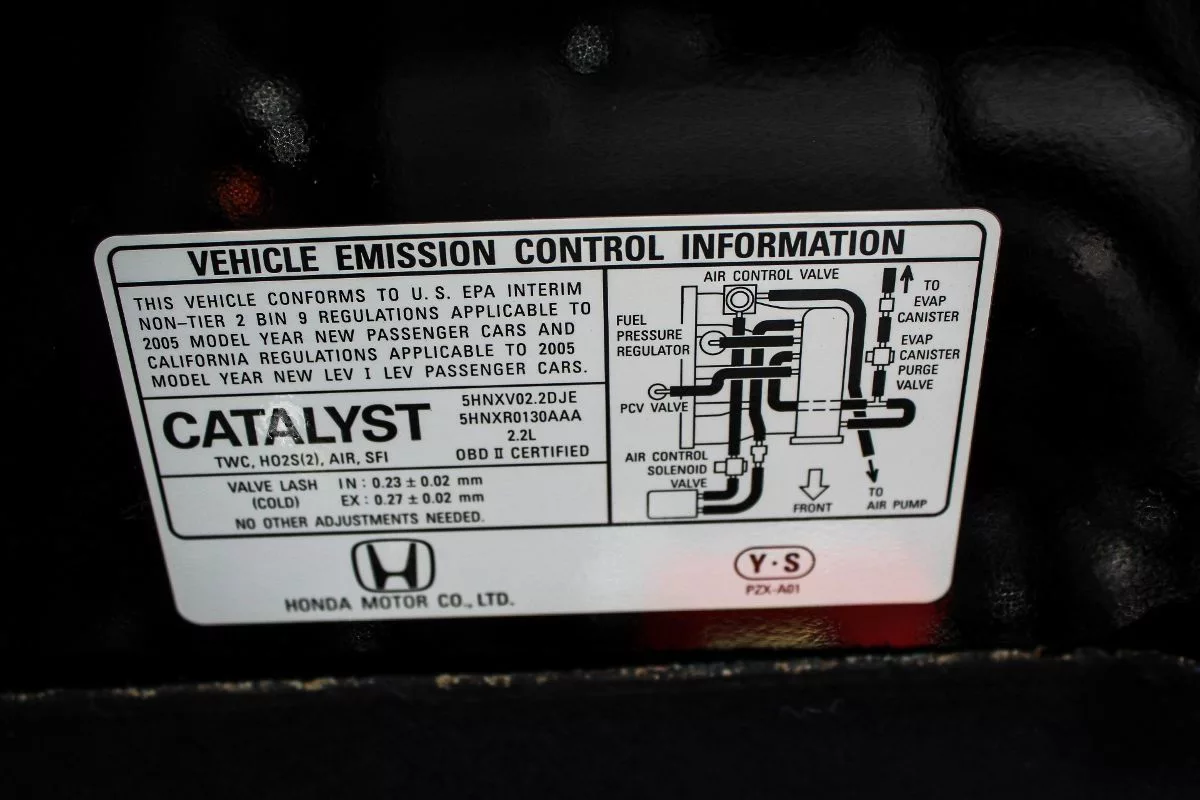 VEHICLE EMISSION CONTROL INFORMATION
THIS VEHICLE CONFORMS TO U.S. EPA INTERIM
NON-TIER 2 BIN 9 REGULATIONS APPLICABLE TO
2005 MODEL YEAR NEW PASSENGER CARS AND
CALIFORNIA REGULATIONS APPLICABLE TO 2005
MODEL YEAR NEW LEV I LEV PASSENGER CARS.
CATALYST
TWC, HO2S(2), AIR, SFI
5HNXV02.2DJE
5HNXR0130AAA
2.2L
OBD II CERTIFIED
VALVE LASH IN : 0.23 ± 0.02 mm
(COLD) EX : 0.27 ± 0.02 mm
NO OTHER ADJUSTMENTS NEEDED.
AIR CONTROL VALVE
TO
EVAP
CANISTER
FUEL
PRESSURE
REGULATOR
EVAP
CANISTER
PURGE
VALVE
PCV VALVE
AIR CONTROL
SOLENOID
VALVE
FRONT
TO
AIR PUMP
HONDA MOTOR CO., LTD.
Y·S
PZX-A01